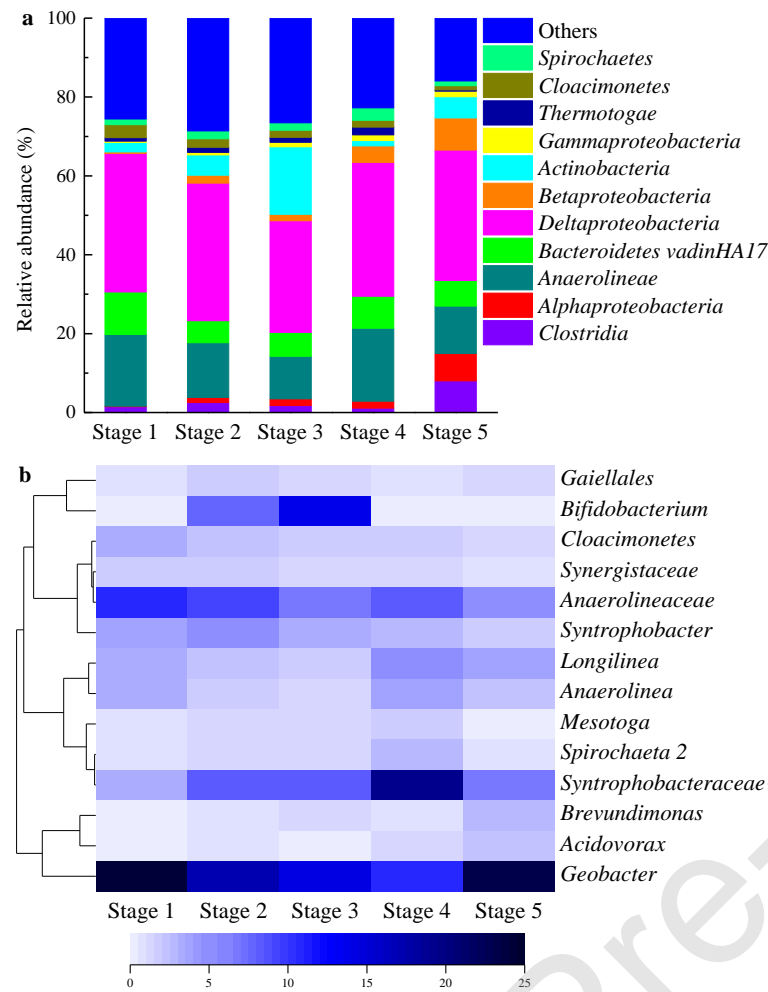 a
Relative abundance (%)
100
80
60
40
20
0
Stage 1 Stage 2 Stage 3 Stage 4 Stage 5
Others
Spirochaetes
Cloacimonetes
Thermotogae
Gammaproteobacteria
Actinobacteria
Betaproteobacteria
Deltaproteobacteria
Bacteroidetes vadinHA17
Anaerolineae
Alphaproteobacteria
Clostridia
b
Gaiellales
Bifidobacterium
Cloacimonetes
Synergistaceae
Anaerolineaceae
Syntrophobacter
Longilinea
Anaerolinea
Mesotoga
Spirochaeta 2
Syntrophobacteraceae
Brevundimonas
Acidovorax
Geobacter
Stage 1 Stage 2 Stage 3 Stage 4 Stage 5
0 5 10 15 20 25
Pre-